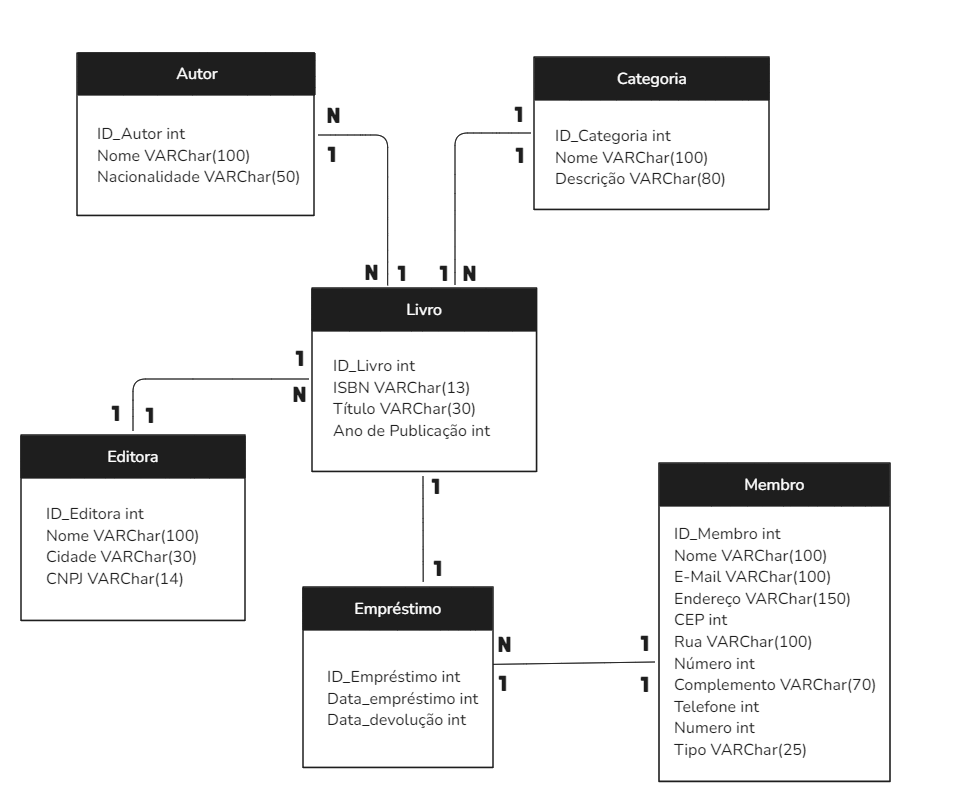 Autor
ID_Autor int
Nome VARChar(100)
Nacionalidade VARChar(50)
N
1
Categoria
ID_Categoria int
Nome VARChar(100)
Descrição VARChar(80)
1
1
N 1
1 N
Livro
ID_Livro int
ISBN VARChar(13)
Título VARChar(30)
Ano de Publicação int
1
N
1 1
Editora
ID_Editora int
Nome VARChar(100)
Cidade VARChar(30)
CNPJ VARChar(14)
1
1
Empréstimo
ID_Empréstimo int
Data_empréstimo int
Data_devolução int
N
1
1
1
Membro
ID_Membro int
Nome VARChar(100)
E-Mail VARChar(100)
Endereço VARChar(150)
CEP int
Rua VARChar(100)
Número int
Complemento VARChar(70)
Telefone int
Numero int
Tipo VARChar(25)